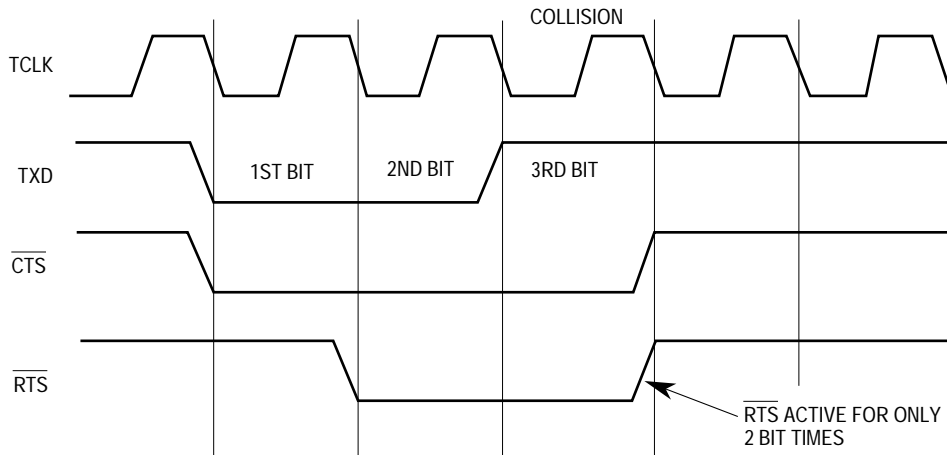 COLLISION
TCLK
TXD
1ST BIT
2ND BIT
3RD BIT
CTS
RTS
RTS ACTIVE FOR ONLY
2 BIT TIMES